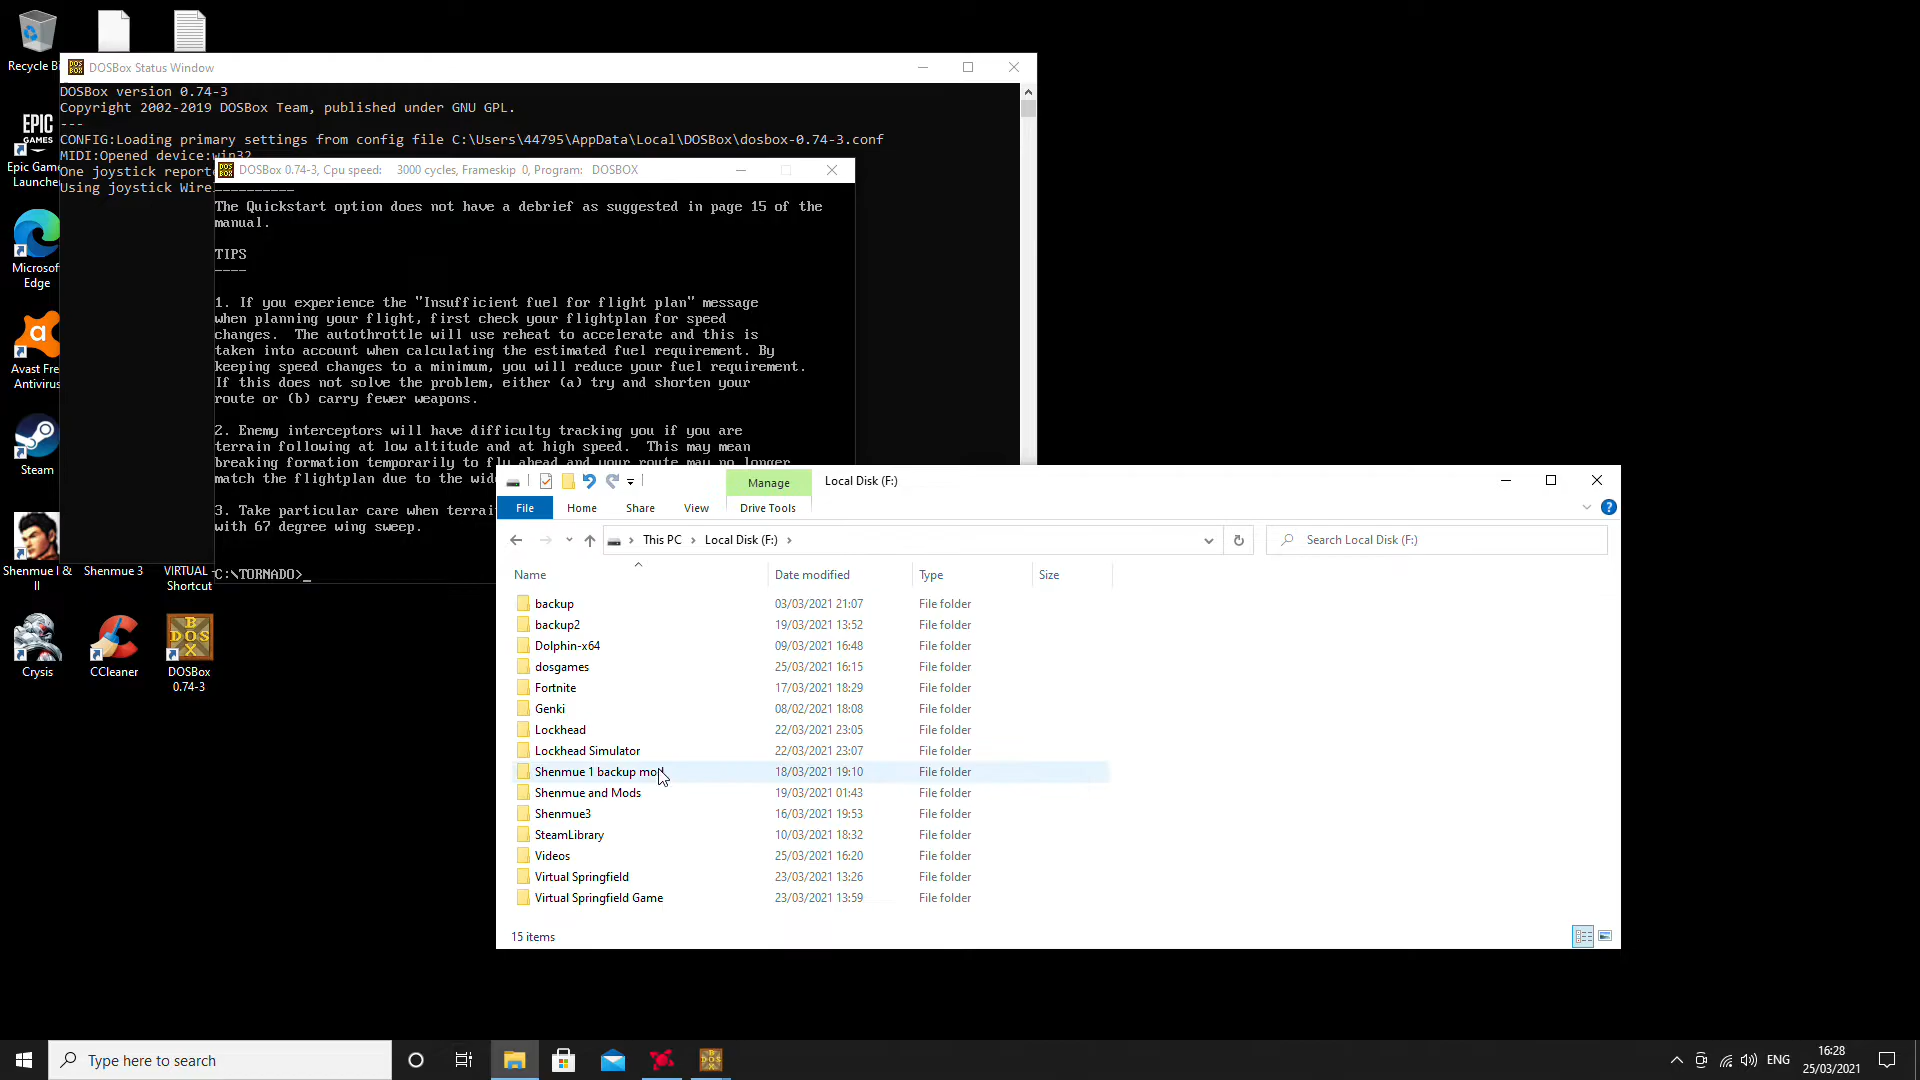 Recycle Bi
EPIC
GAMES
Epic Game
Launche
Microsof
Edge
Avast Fre
Antivirus
Steam
Shenmue I &
II
Shenmue 3
VIRTUAL -
Shortcut
Crysis
CCleaner
DOS
BOX
DOSBox
0.74-3
DOSBox Status Window
DOSBox version 0.74-3
Copyright 2002-2019 DOSBox Team, published under GNU GPL.
---
CONFIG:Loading primary settings from config file C:\Users\44795\AppData\Local\DOSBox\dosbox-0.74-3.conf
MIDI:Opened device:win32
One joystick report
Using joystick Wire
DOSBox 0.74-3, Cpu speed: 3000 cycles, Frameskip 0, Program: DOSBOX
----------
The Quickstart option does not have a debrief as suggested in page 15 of the
manual.
TIPS
----
1. If you experience the "Insufficient fuel for flight plan" message
when planning your flight, first check your flightplan for speed
changes. The autothrottle will use reheat to accelerate and this is
taken into account when calculating the estimated fuel requirement. By
keeping speed changes to a minimum, you will reduce your fuel requirement.
If this does not solve the problem, either (a) try and shorten your
route or (b) carry fewer weapons.
2. Enemy interceptors will have difficulty tracking you if you are
terrain following at low altitude and at high speed. This may mean
breaking formation temporarily to fly ahead and your route may no longer
match the flightplan due to the wid
3. Take particular care when terrai
with 67 degree wing sweep.
C:\TORNADO>_
Manage
Local Disk (F:)
File
Home
Share
View
Drive Tools
This PC
Local Disk (F:)
Search Local Disk (F:)
Name
Date modified
Type
Size
backup 03/03/2021 21:07 File folder
backup2 19/03/2021 13:52 File folder
Dolphin-x64 09/03/2021 16:48 File folder
dosgames 25/03/2021 16:15 File folder
Fortnite 17/03/2021 18:29 File folder
Genki 08/02/2021 18:08 File folder
Lockhead 22/03/2021 23:05 File folder
Lockhead Simulator 22/03/2021 23:07 File folder
Shenmue 1 backup mod 18/03/2021 19:10 File folder
Shenmue and Mods 19/03/2021 01:43 File folder
Shenmue3 16/03/2021 19:53 File folder
SteamLibrary 10/03/2021 18:32 File folder
Videos 25/03/2021 16:20 File folder
Virtual Springfield 23/03/2021 13:26 File folder
Virtual Springfield Game 23/03/2021 13:59 File folder
15 items
Type here to search
ENG
16:28
25/03/2021